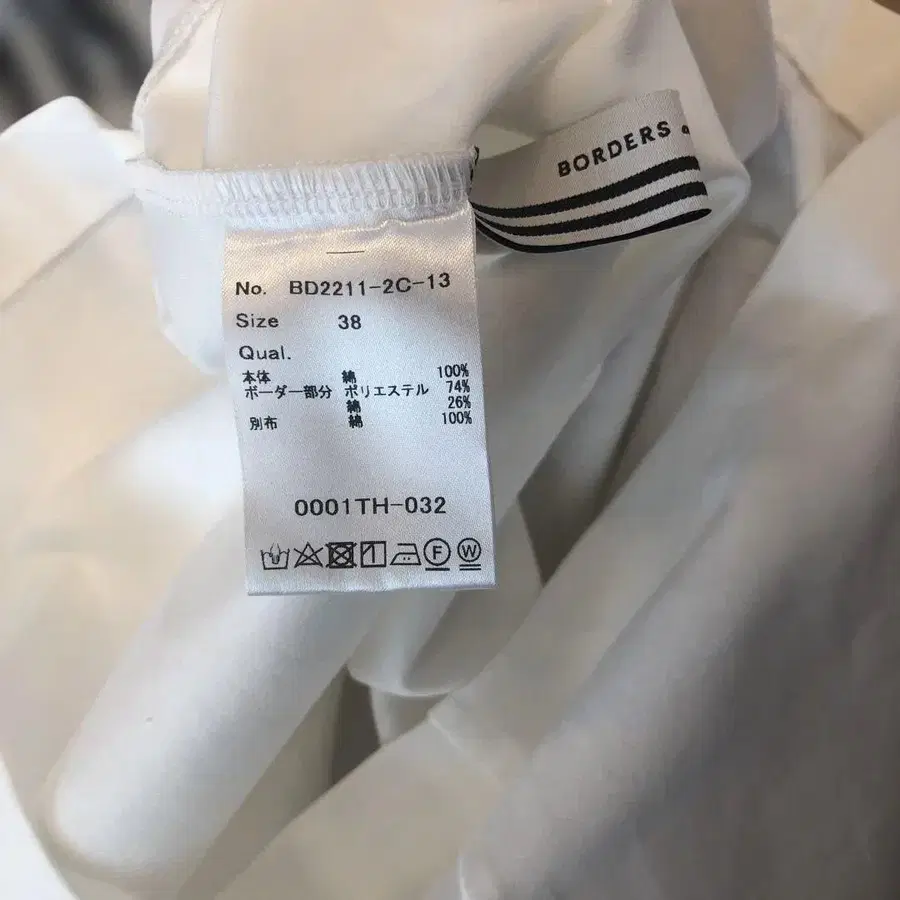 BORDERS
No. BD2211-2C-13
Size 38
Qual.
本体 綿 100%
ボーダー部分 ポリエステル 74%
綿 26%
別布 綿 100%
0001TH-032
F W